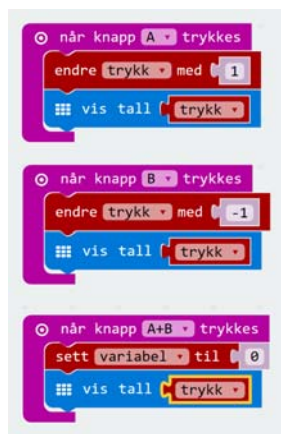 når knapp A trykkes
endre trykk med 1
vis tall trykk
når knapp B trykkes
endre trykk med -1
vis tall trykk
når knapp A+B trykkes
sett variabel til 0
vis tall trykk